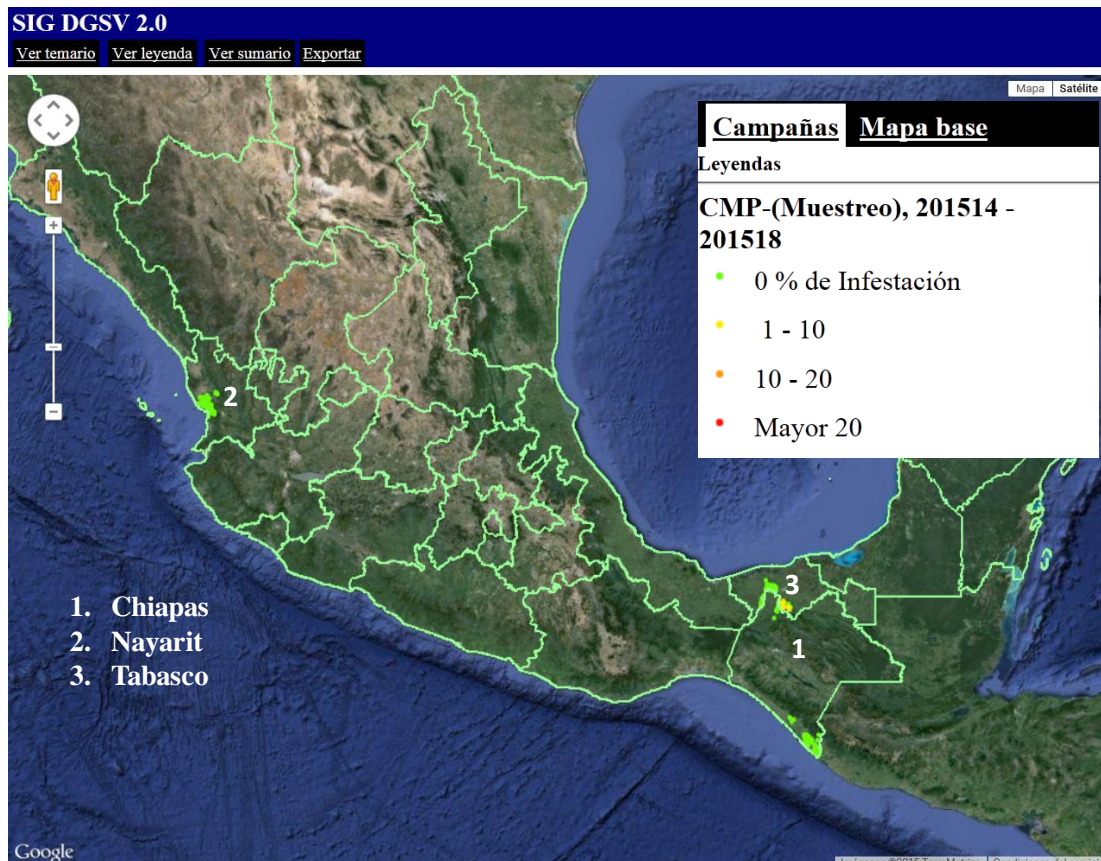 SIG DGSV 2.0
Ver temario Ver leyenda Ver sumario Exportar
Mapa Satélite
Campañas Mapa base
Leyendas
CMP-(Muestreo), 201514 -
201518
0 % de Infestación
1 - 10
10 - 20
Mayor 20
2
3
1
1. Chiapas
2. Nayarit
3. Tabasco
Google